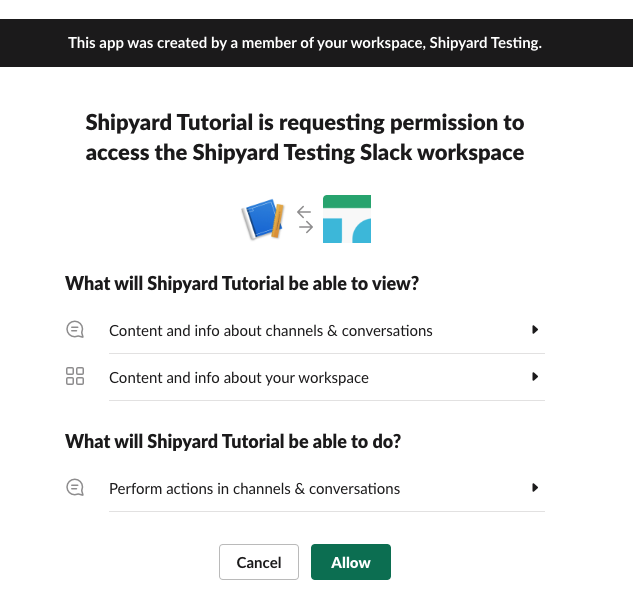 This app was created by a member of your workspace, Shipyard Testing.
Shipyard Tutorial is requesting permission to
access the Shipyard Testing Slack workspace
What will Shipyard Tutorial be able to view?
Content and info about channels & conversations
Content and info about your workspace
What will Shipyard Tutorial be able to do?
Perform actions in channels & conversations
Cancel
Allow